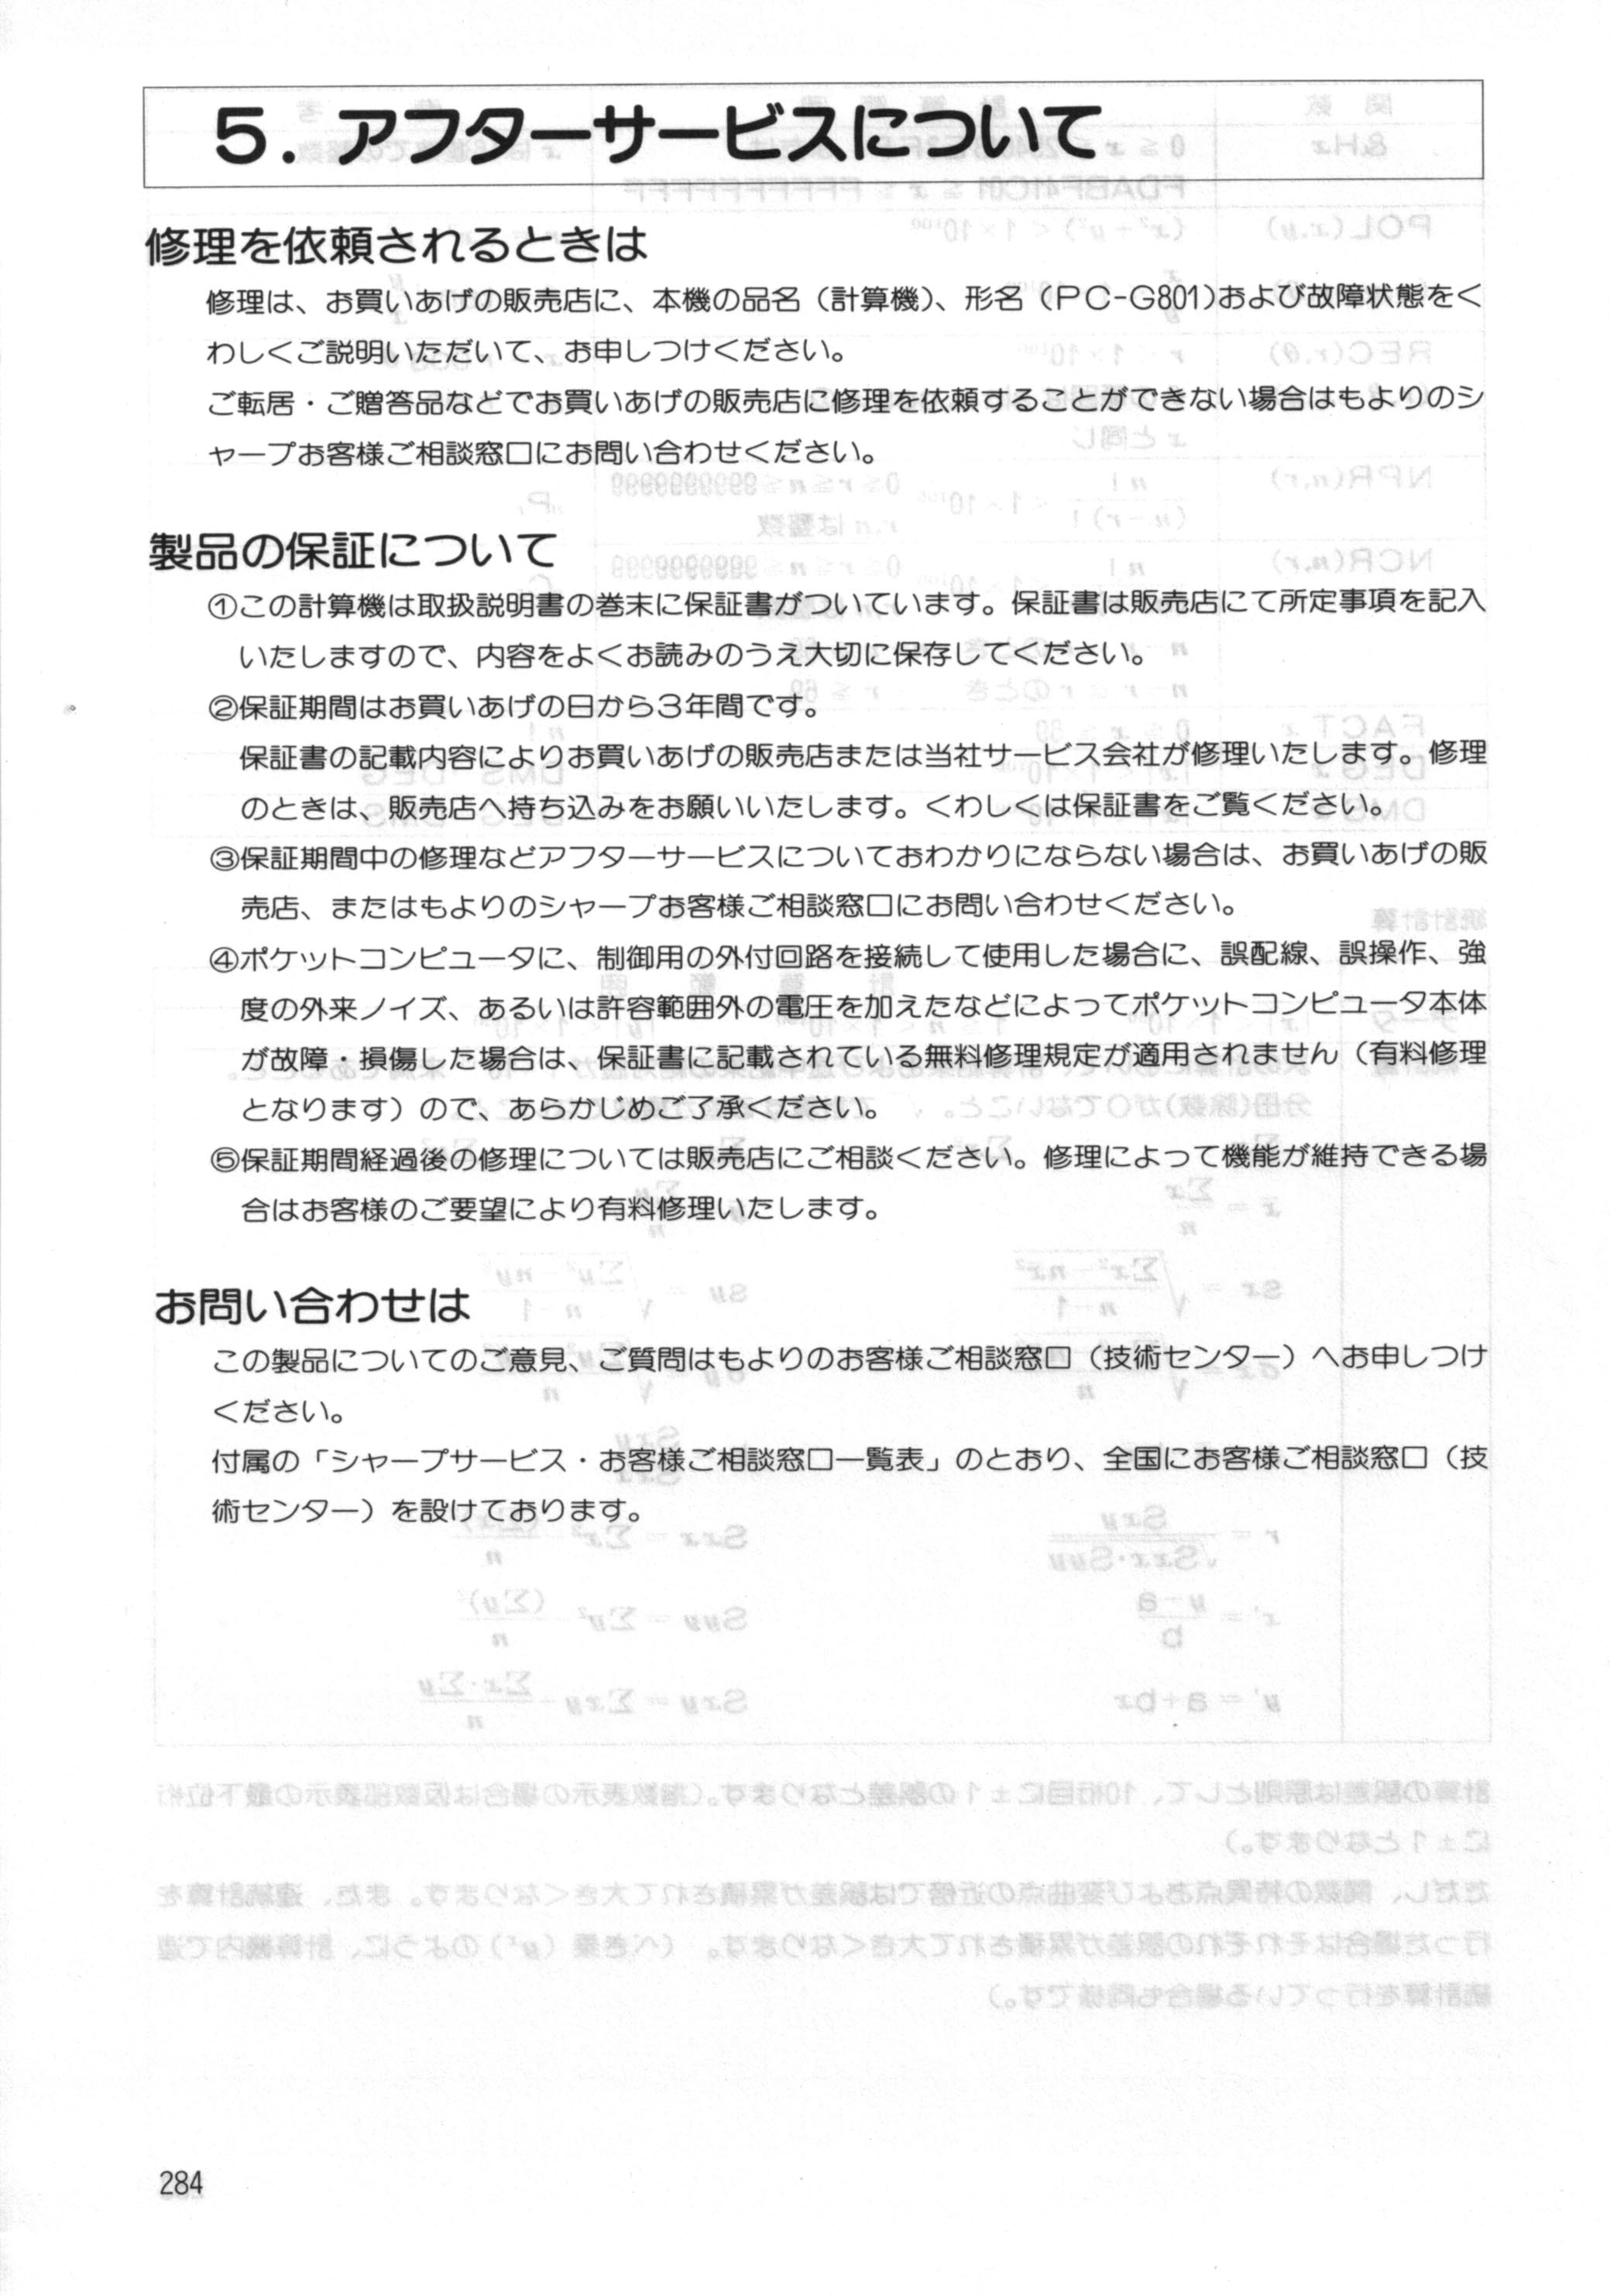 5. アフターサービスについて
修理を依頼されるときは
修理は、お買いあげの販売店に、本機の品名（計算機）、形名（PC-G801)および故障状態をく
わしくご説明いただいて、お申しつけください。
ご転居・ご贈答品などでお買いあげの販売店に修理を依頼することができない場合はもよりのシ
ャープお客様ご相談窓口にお問い合わせください。
製品の保証について
①この計算機は取扱説明書の巻末に保証書がついています。保証書は販売店にて所定事項を記入
いたしますので、内容をよくお読みのうえ大切に保存してください。
②保証期間はお買いあげの日から3年間です。
保証書の記載内容によりお買いあげの販売店または当社サービス会社が修理いたします。修理
のときは、販売店へ持ち込みをお願いいたします。くわしくは保証書をご覧ください。
③保証期間中の修理などアフターサービスについておわかりにならない場合は、お買いあげの販
売店、またはもよりのシャープお客様ご相談窓口にお問い合わせください。
④ポケットコンピュータに、制御用の外付回路を接続して使用した場合に、誤配線、誤操作、強
度の外来ノイズ、あるいは許容範囲外の電圧を加えたなどによってポケットコンピュータ本体
が故障・損傷した場合は、保証書に記載されている無料修理規定が適用されません（有料修理
となります）ので、あらかじめご了承ください。
⑤保証期間経過後の修理については販売店にご相談ください。修理によって機能が維持できる場
合はお客様のご要望により有料修理いたします。
お問い合わせは
この製品についてのご意見、ご質問はもよりのお客様ご相談窓口（技術センター）へお申しつけ
ください。
付属の「シャープサービス・お客様ご相談窓口一覧表」のとおり、全国にお客様ご相談窓口（技
術センター）を設けております。
284